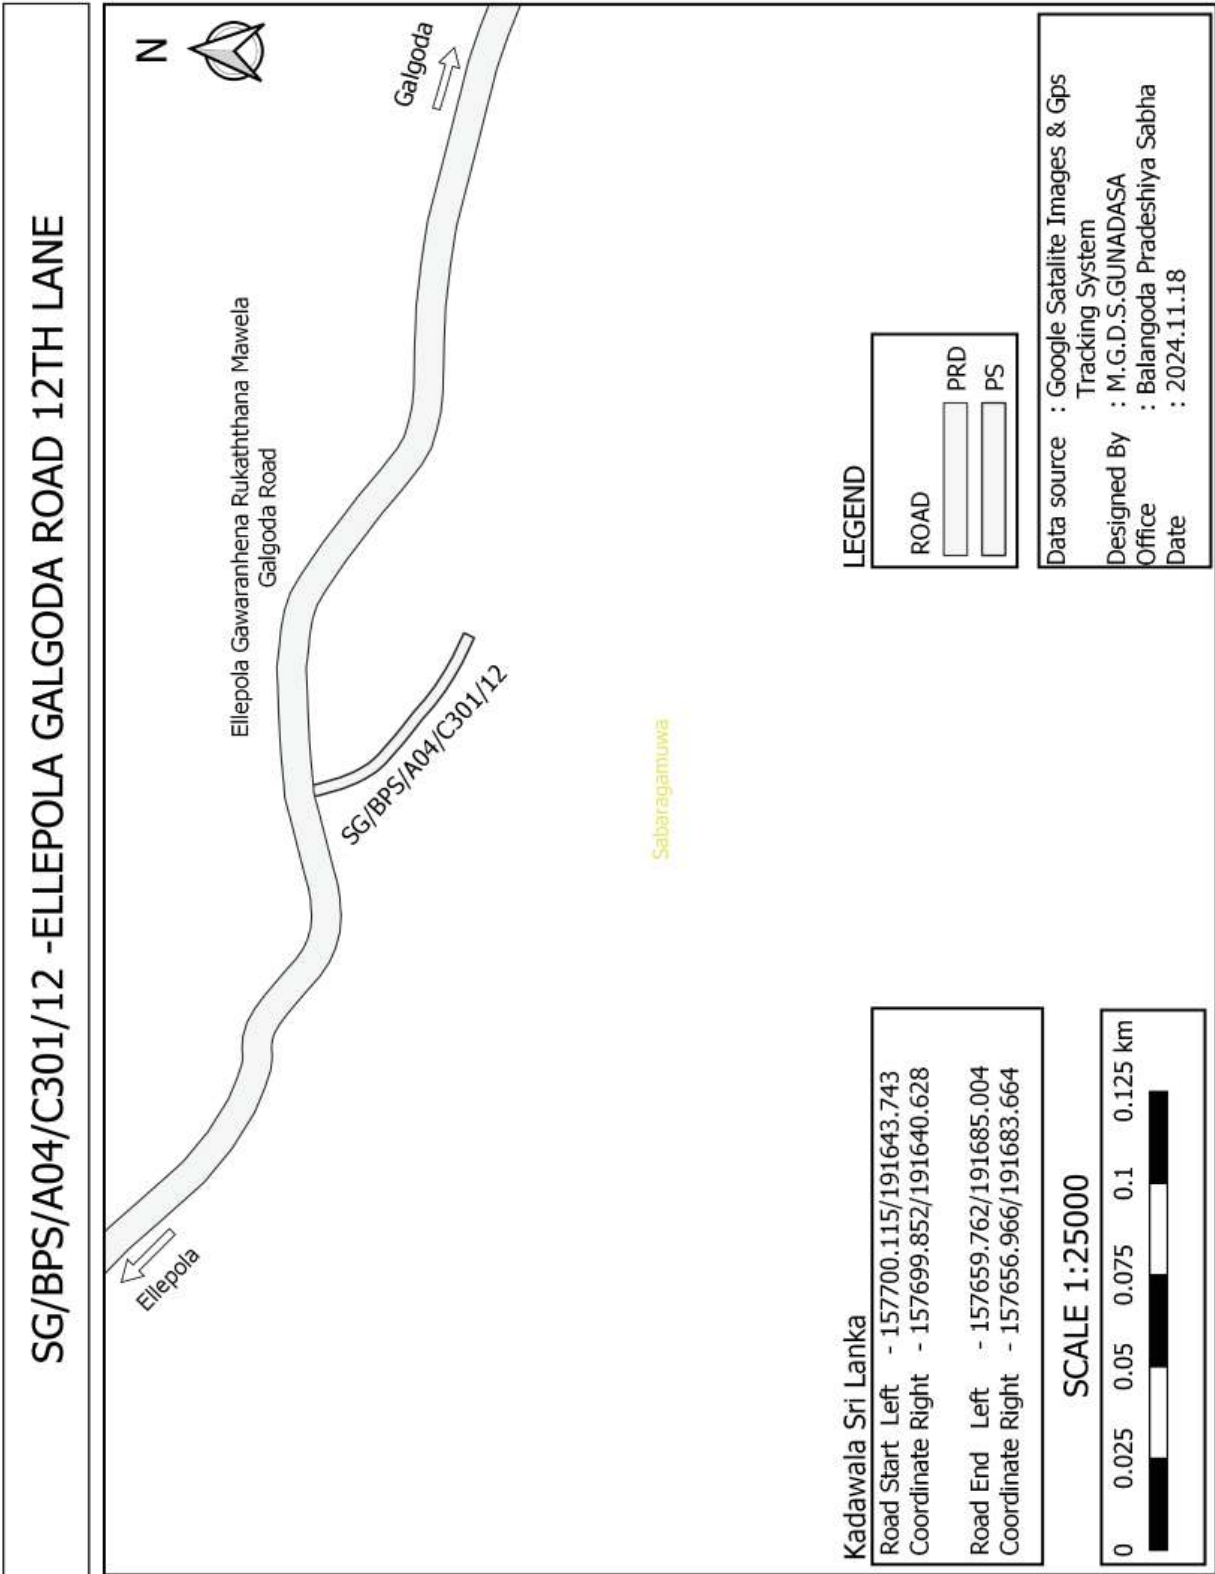 SG/BPS/A04/C301/12 -ELLEPOLA GALGODA ROAD 12TH LANE
N
Galgoda
Ellepola Gawaranhena Rukaththana Mawela
Galgoda Road
SG/BPS/A04/C301/12
Ellepola
Sabaragamuwa
Kadawala Sri Lanka
Road Start Left - 157700.115/191643.743
Coordinate Right - 157699.852/191640.628
Road End Left - 157659.762/191685.004
Coordinate Right - 157656.966/191683.664
SCALE 1:25000
0 0.025 0.05 0.075 0.1 0.125 km
LEGEND
ROAD
PRD
PS
Data source : Google Satalite Images & Gps
Tracking System
Designed By : M.G.D.S.GUNADASA
Office : Balangoda Pradeshiya Sabha
Date : 2024.11.18